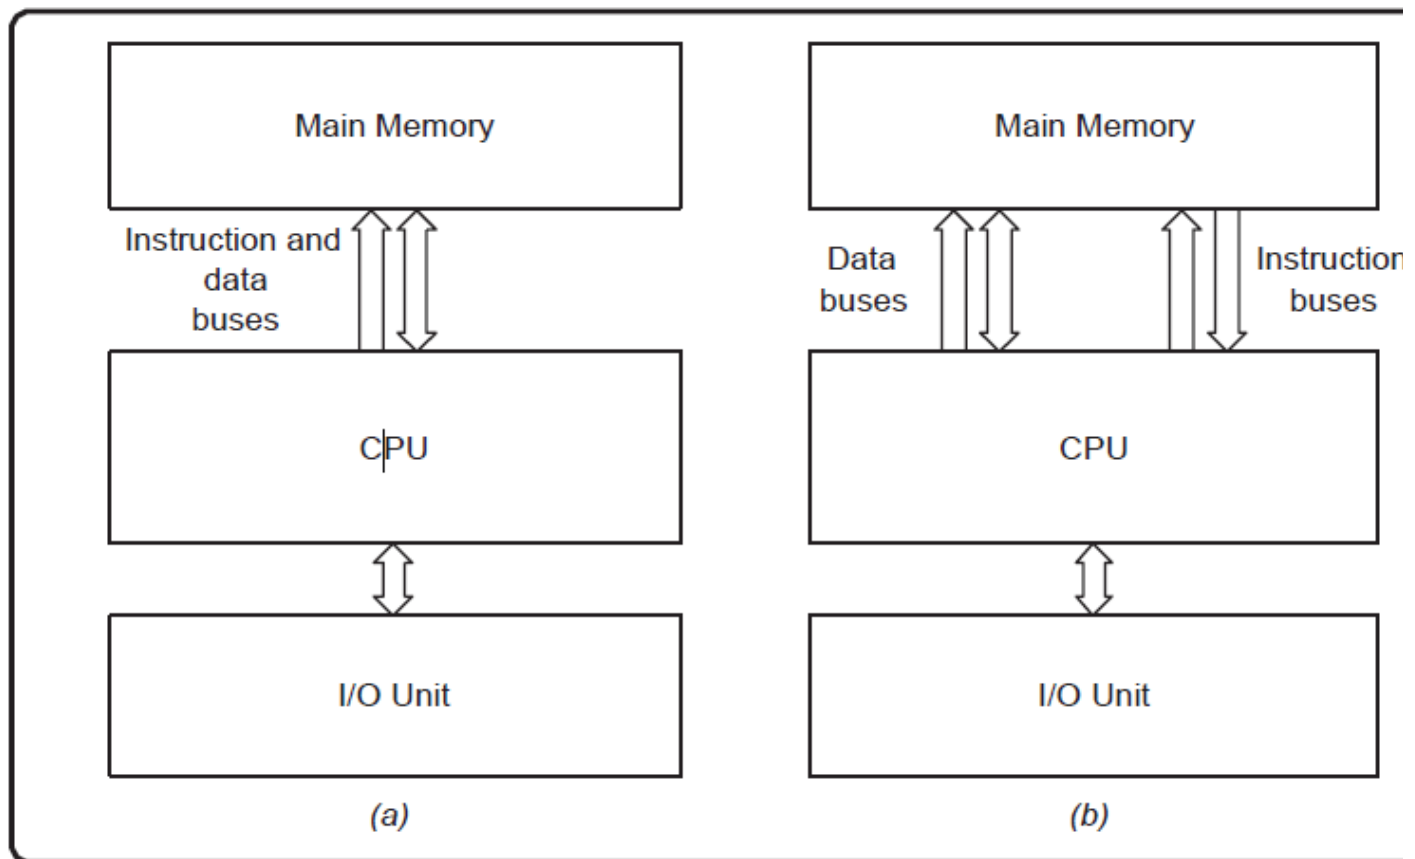 Main Memory
Instruction and
data
buses
CPU
I/O Unit
(a)
Main Memory
Data
buses
Instruction
buses
CPU
I/O Unit
(b)